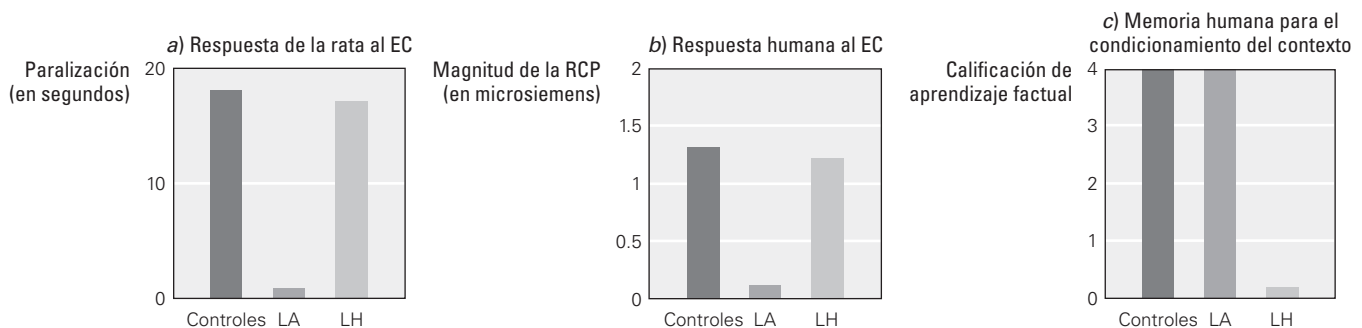 a) Respuesta de la rata al EC
Paralización
(en segundos)
20
10
0
Controles LA LH
b) Respuesta humana al EC
Magnitud de la RCP
(en microsiemens)
2
1.5
1
0.5
0
Controles LA LH
c) Memoria humana para el
condicionamiento del contexto
Calificación de
aprendizaje factual
4
3
2
1
0
Controles LA LH